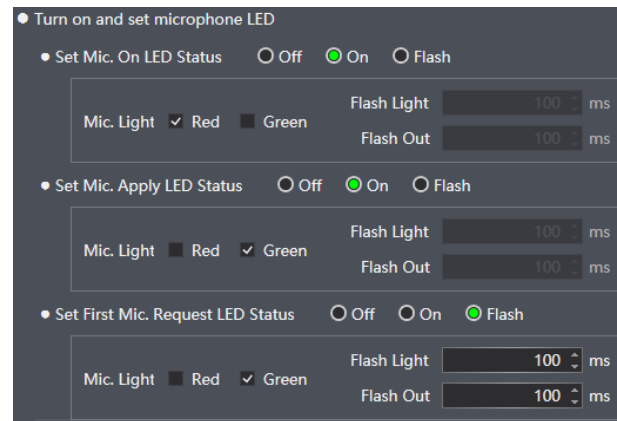 Turn on and set microphone LED
Set Mic. On LED Status Off On Flash
Flash Light 100 ms
Mic. Light Red Green
Flash Out 100 ms
Set Mic. Apply LED Status Off On Flash
Flash Light 100 ms
Mic. Light Red Green
Flash Out 100 ms
Set First Mic. Request LED Status Off On Flash
Flash Light 100 ms
Mic. Light Red Green
Flash Out 100 ms